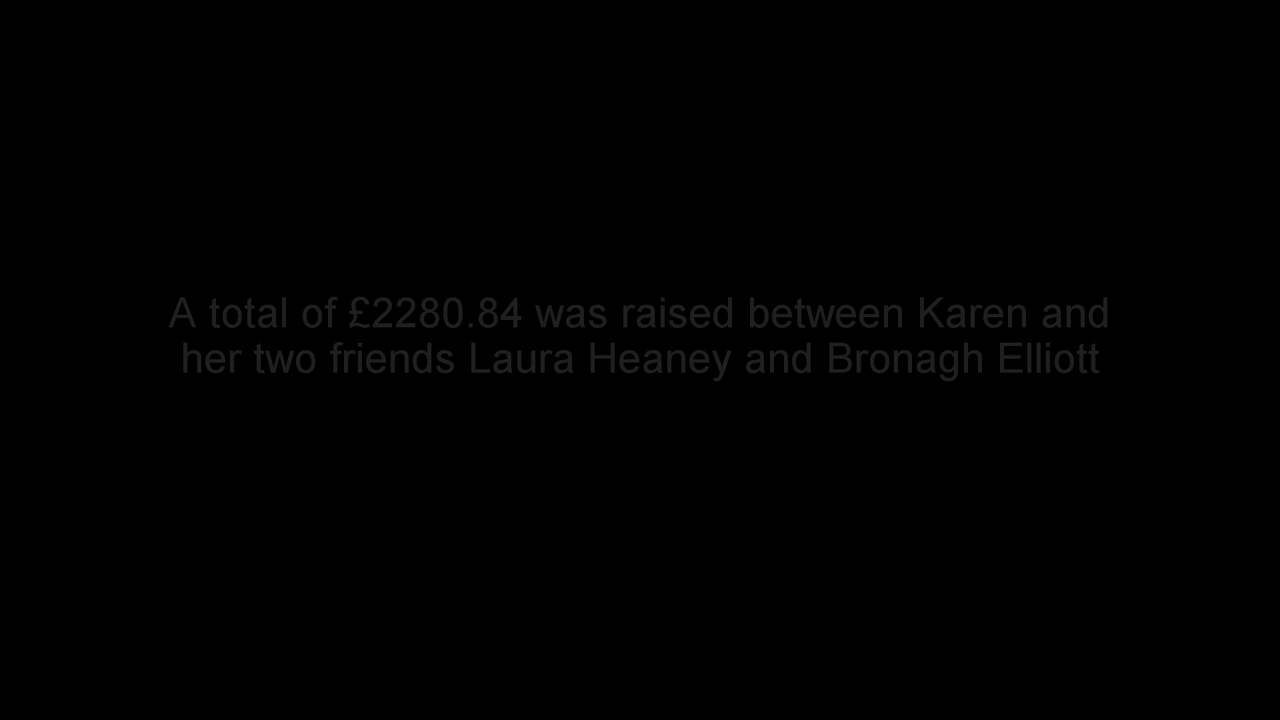 A total of £2280.84 was raised between Karen and
her two friends Laura Heaney and Bronagh Elliott